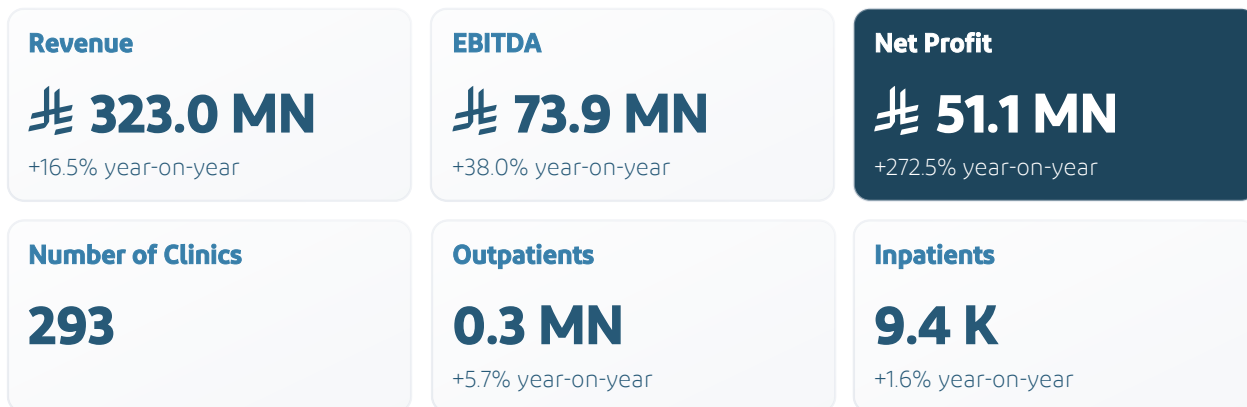 Revenue
⃁ 323.0 MN
+16.5% year-on-year
EBITDA
⃁ 73.9 MN
+38.0% year-on-year
Net Profit
⃁ 51.1 MN
+272.5% year-on-year
Number of Clinics
293
Outpatients
0.3 MN
+5.7% year-on-year
Inpatients
9.4 K
+1.6% year-on-year